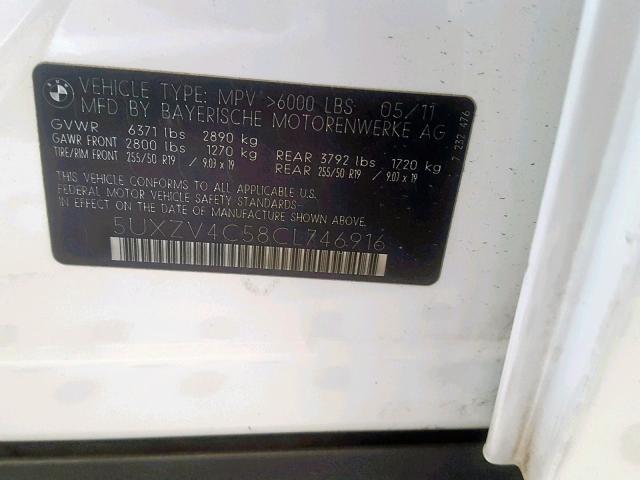 VEHICLE TYPE: MPV >6000 LBS: 05/11
MFD BY BAYERISCHE MOTORENWERKE AG
GVWR 6371 lbs 2890 kg
GAWR FRONT 2800 lbs 1270 kg REAR 3792 lbs 1720 kg
TIRE/RIM FRONT 255/50 R19 / 9.0J x 19 REAR 255/50 R19 / 9.0J x 19
THIS VEHICLE CONFORMS TO ALL APPLICABLE U.S.
FEDERAL MOTOR VEHICLE SAFETY STANDARDS
IN EFFECT ON THE DATE OF MANUFACTURE SHOWN ABOVE.
5UXZV4C58CL746916
7 232 476